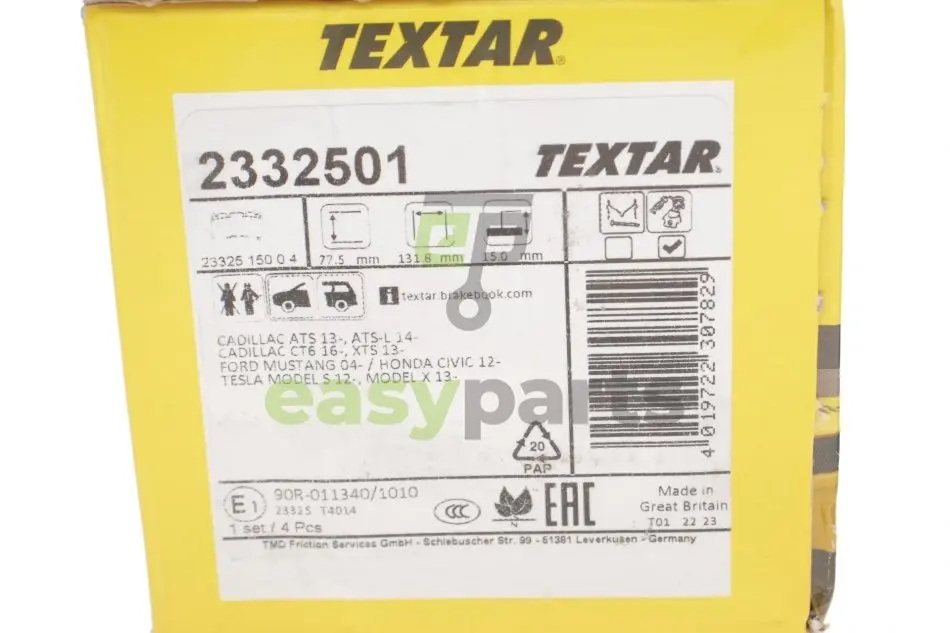 TEXTAR®
2332501
TEXTAR®
23325 150 0 4
77.5 mm
131.8 mm
15.0 mm
i textar.brakebook.com
CADILLAC ATS 13-, ATS-L 14-
CADILLAC CT6 16-, XTS 13-
FORD MUSTANG 04- / HONDA CIVIC 12-
TESLA MODEL S 12-, MODEL X 13-
easyparts
4 019722 307829
20
PAP
E1
90R-011340/1010
23325 T4014
1 set / 4 Pcs
CCC
N
EAC
Made in
Great Britain
T01 22 23
TMD Friction Services GmbH - Schlebuscher Str. 99 - 51381 Leverkusen - Germany